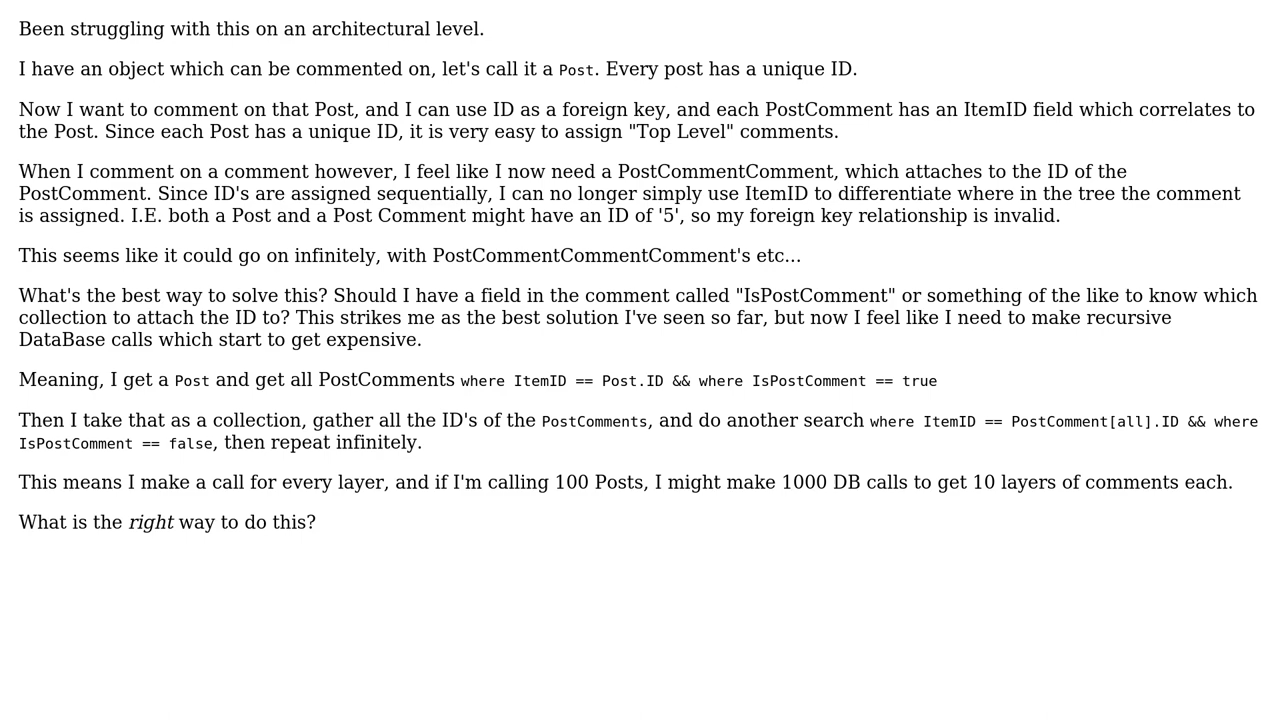 Been struggling with this on an architectural level.
I have an object which can be commented on, let's call it a Post. Every post has a unique ID.
Now I want to comment on that Post, and I can use ID as a foreign key, and each PostComment has an ItemID field which correlates to
the Post. Since each Post has a unique ID, it is very easy to assign "Top Level" comments.
When I comment on a comment however, I feel like I now need a PostCommentComment, which attaches to the ID of the
PostComment. Since ID's are assigned sequentially, I can no longer simply use ItemID to differentiate where in the tree the comment
is assigned. I.E. both a Post and a Post Comment might have an ID of '5', so my foreign key relationship is invalid.
This seems like it could go on infinitely, with PostCommentCommentComment's etc...
What's the best way to solve this? Should I have a field in the comment called "IsPostComment" or something of the like to know which
collection to attach the ID to? This strikes me as the best solution I've seen so far, but now I feel like I need to make recursive
DataBase calls which start to get expensive.
Meaning, I get a Post and get all PostComments where ItemID == Post.ID && where IsPostComment == true
Then I take that as a collection, gather all the ID's of the PostComments, and do another search where ItemID == PostComment[all].ID && where
IsPostComment == false, then repeat infinitely.
This means I make a call for every layer, and if I'm calling 100 Posts, I might make 1000 DB calls to get 10 layers of comments each.
What is the right way to do this?